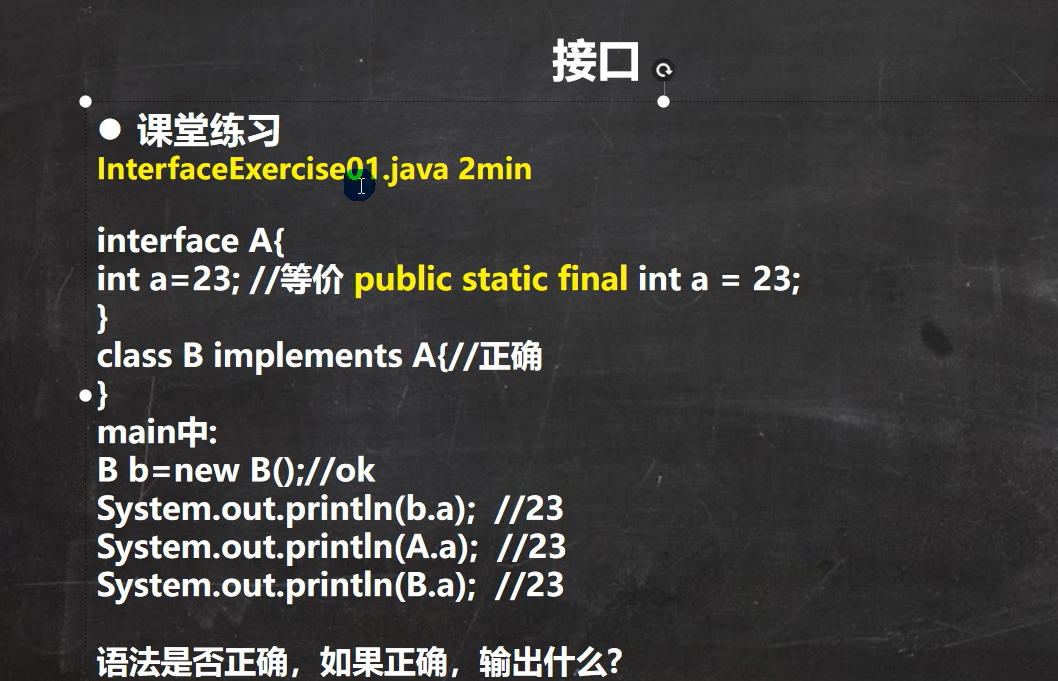 接口
● 课堂练习
InterfaceExercise01.java 2min
interface A{
int a=23; //等价 public static final int a = 23;
}
class B implements A{//正确
}
main中:
B b=new B();//ok
System.out.println(b.a);  //23
System.out.println(A.a);  //23
System.out.println(B.a);  //23
语法是否正确，如果正确，输出什么?